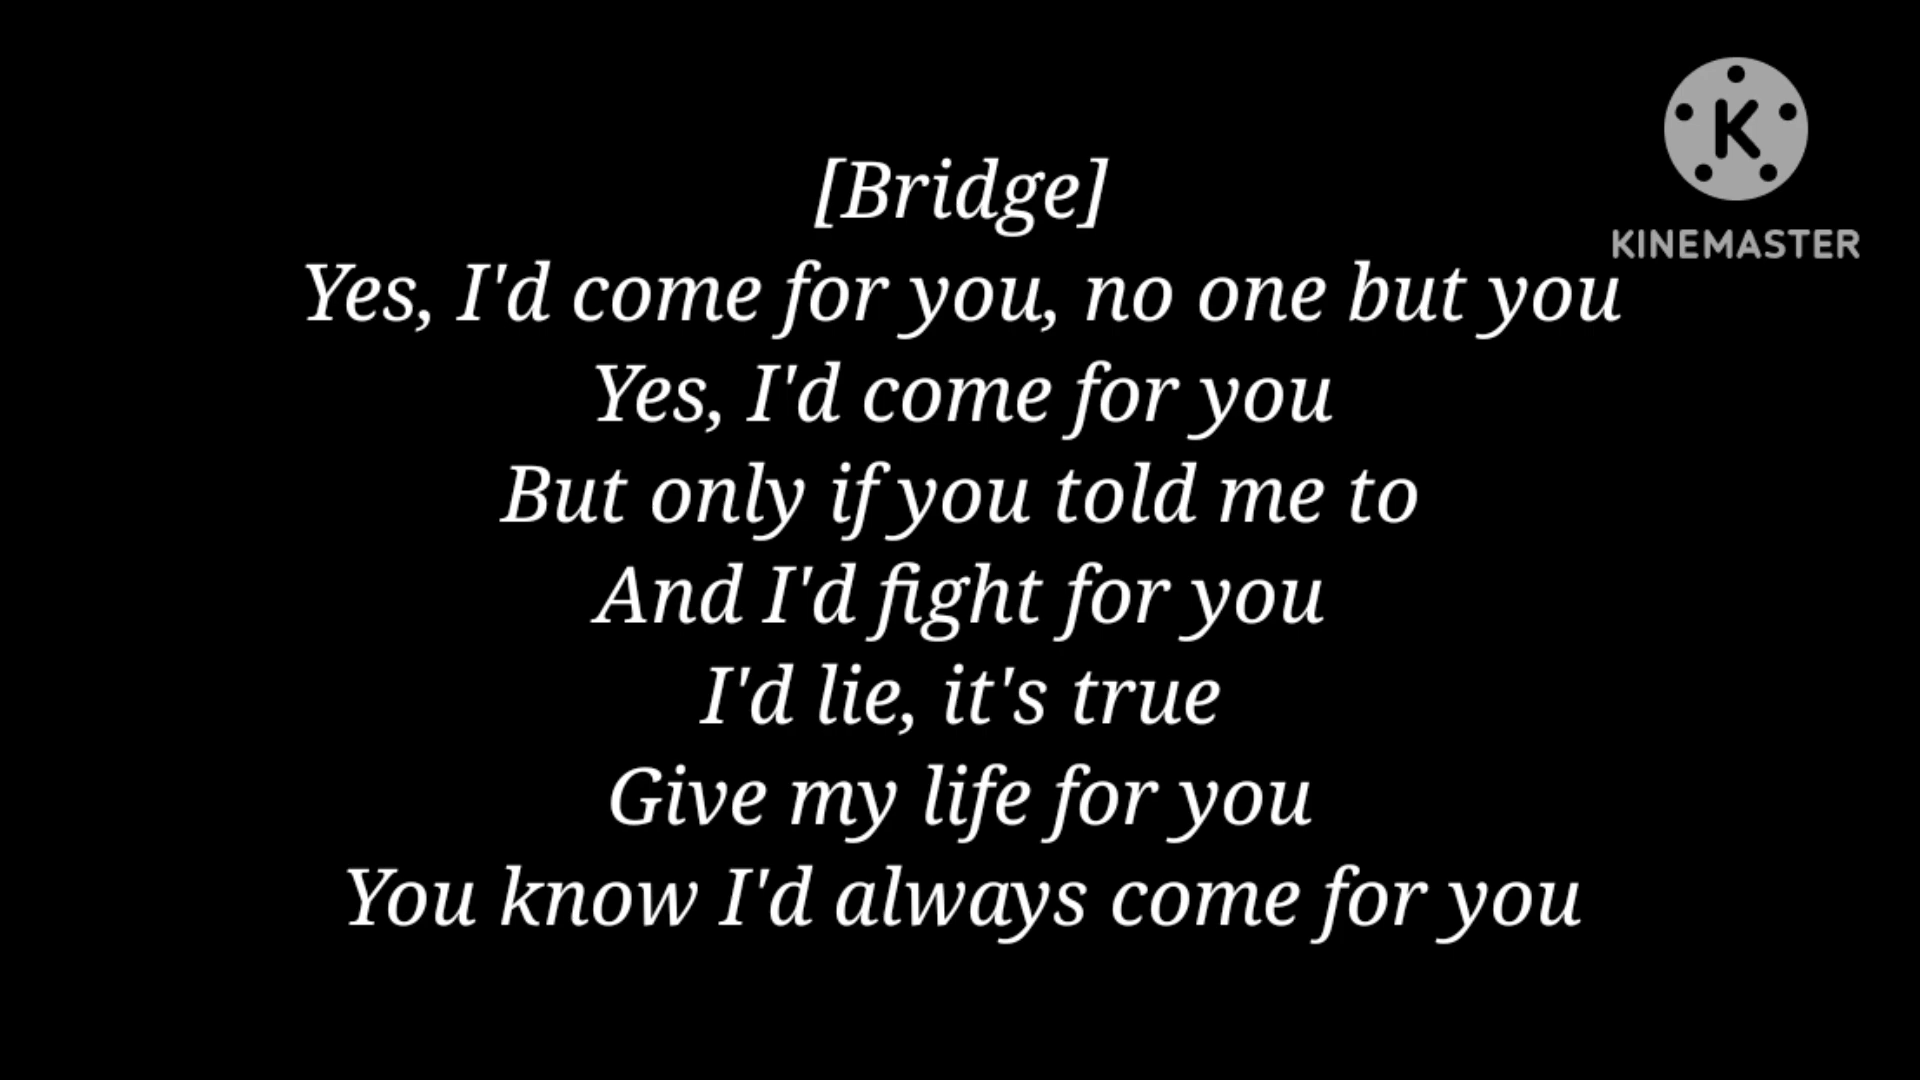 [Bridge]
Yes, I'd come for you, no one but you
Yes, I'd come for you
But only if you told me to
And I'd fight for you
I'd lie, it's true
Give my life for you
You know I'd always come for you
K
KINEMASTER